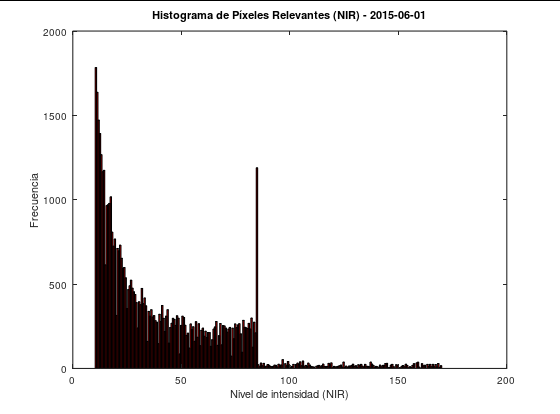 Histograma de Píxeles Relevantes (NIR) - 2015-06-01
2000
1500
1000
500
0
Frecuencia
0 50 100 150 200
Nivel de intensidad (NIR)